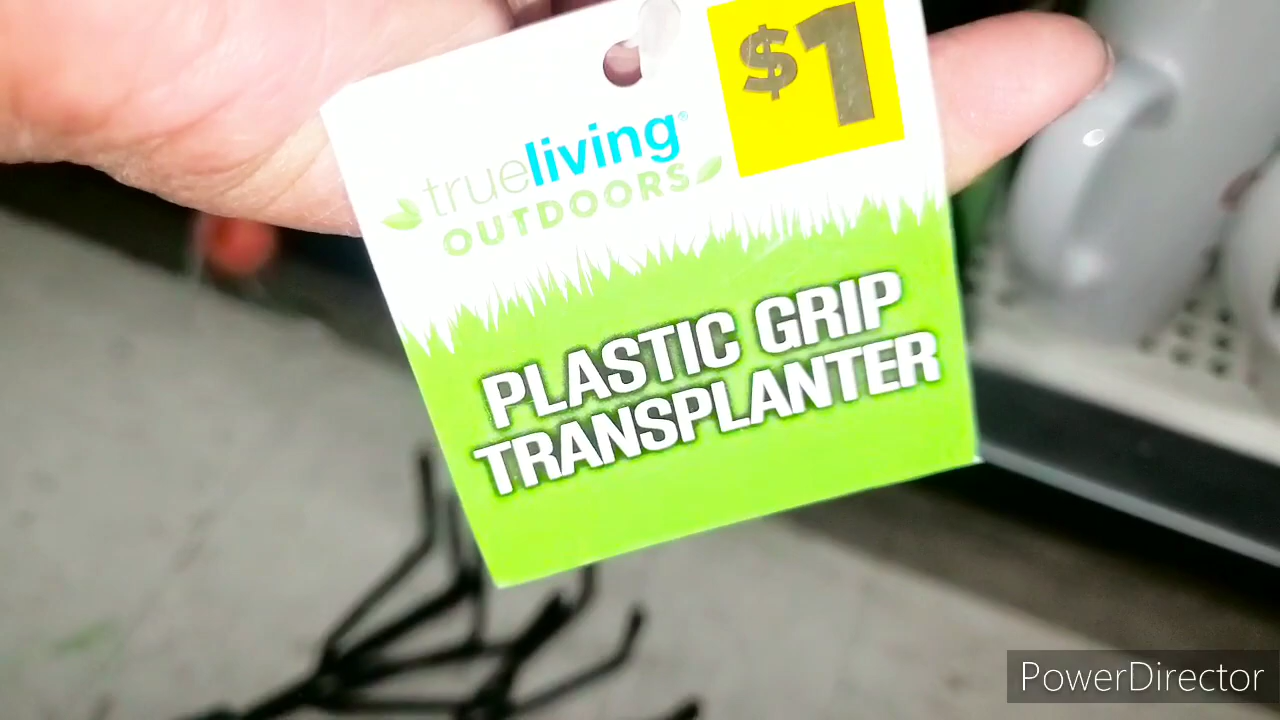 $1
trueliving®
OUTDOORS
PLASTIC GRIP
TRANSPLANTER
PowerDirector